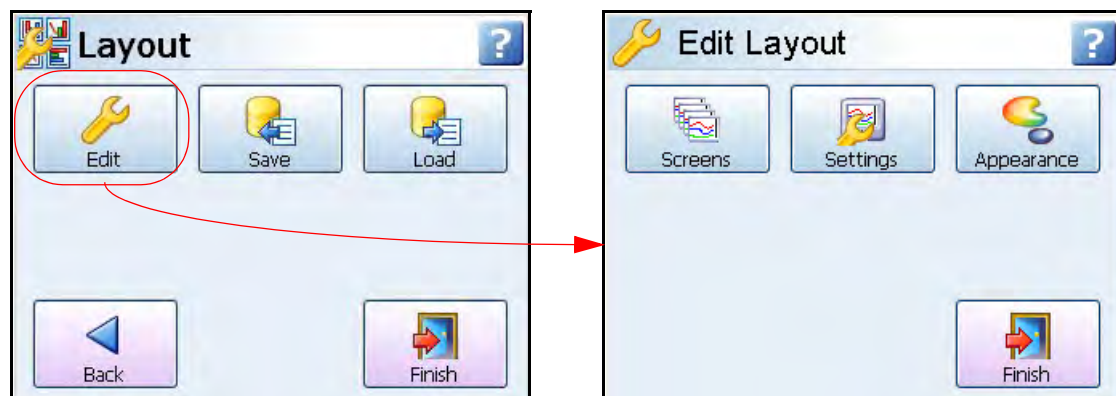 Layout
?
Edit
Save
Load
Back
Finish
Edit Layout
?
Screens
Settings
Appearance
Finish